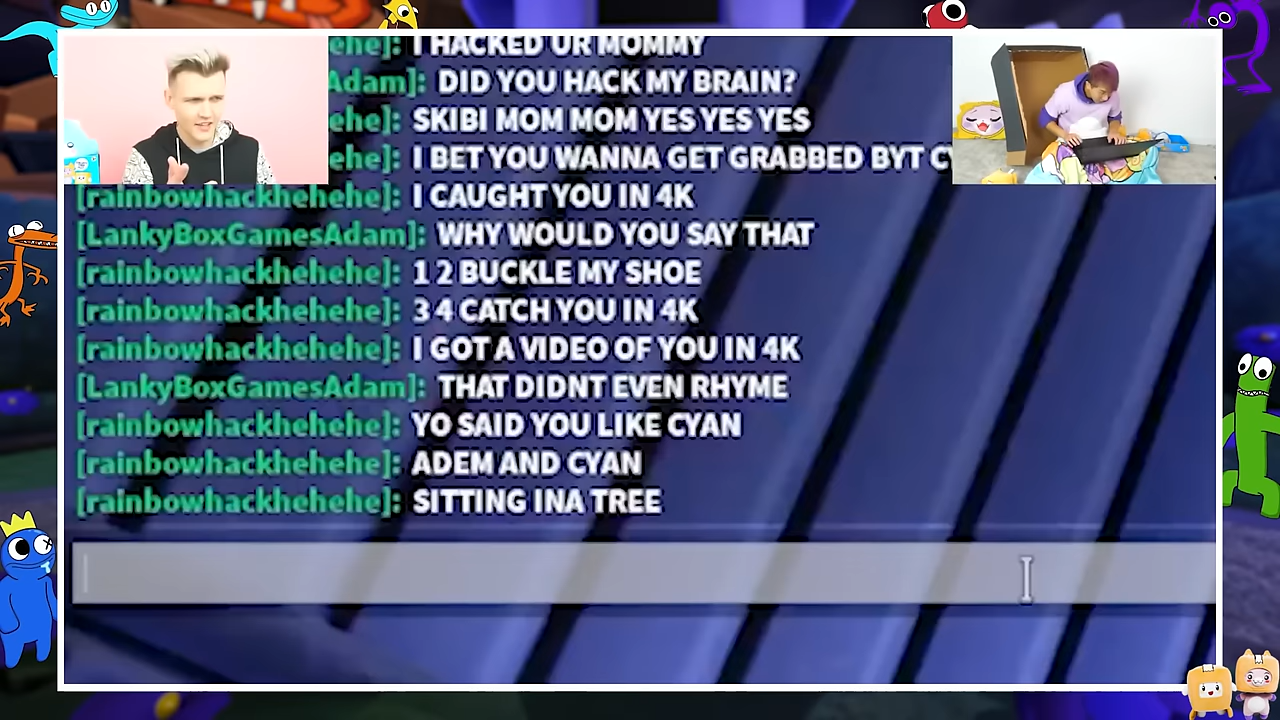 ehe]: I HACKED UR MOMMY
Adam]: DID YOU HACK MY BRAIN?
ehe]: SKIBI MOM MOM YES YES YES
ehe]: I BET YOU WANNA GET GRABBED BYT CY
[rainbowhackhehehe]: I CAUGHT YOU IN 4K
[LankyBoxGamesAdam]: WHY WOULD YOU SAY THAT
[rainbowhackhehehe]: 1 2 BUCKLE MY SHOE
[rainbowhackhehehe]: 3 4 CATCH YOU IN 4K
[rainbowhackhehehe]: I GOT A VIDEO OF YOU IN 4K
[LankyBoxGamesAdam]: THAT DIDNT EVEN RHYME
[rainbowhackhehehe]: YO SAID YOU LIKE CYAN
[rainbowhackhehehe]: ADEM AND CYAN
[rainbowhackhehehe]: SITTING INA TREE